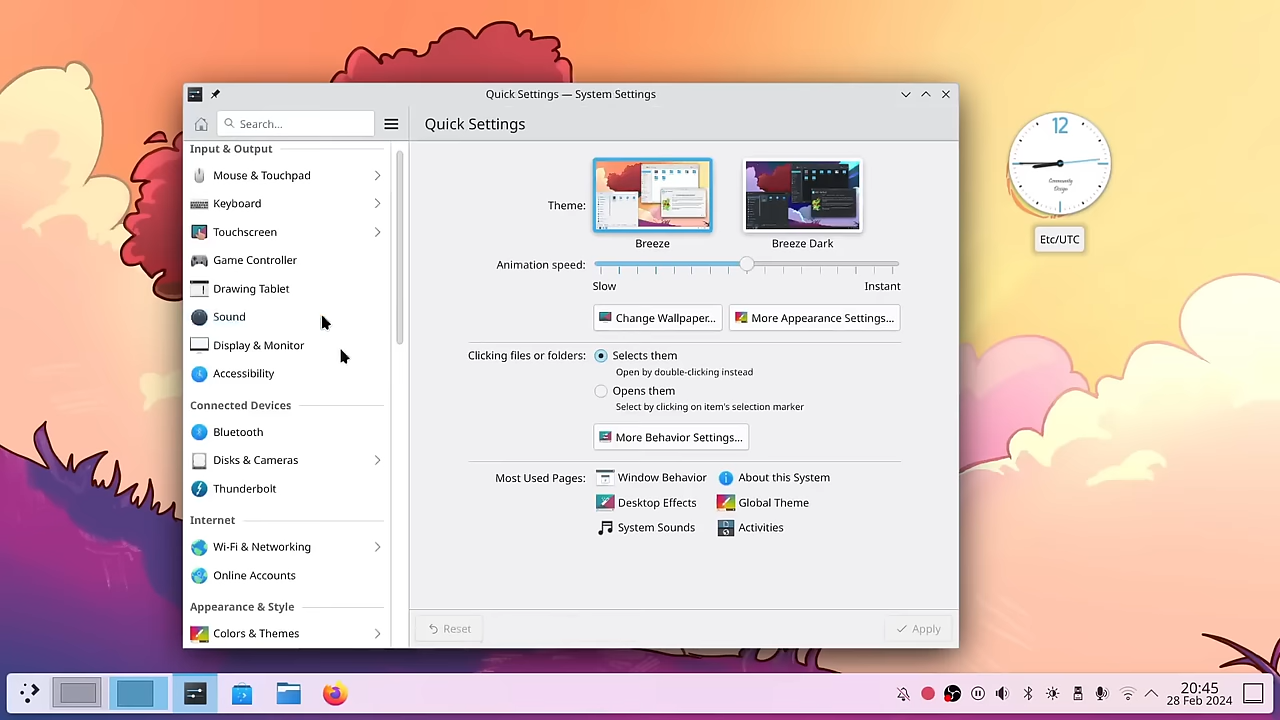 Quick Settings — System Settings
Search...
Quick Settings
Input & Output
Mouse & Touchpad
Keyboard
Touchscreen
Game Controller
Drawing Tablet
Sound
Display & Monitor
Accessibility
Connected Devices
Bluetooth
Disks & Cameras
Thunderbolt
Internet
Wi-Fi & Networking
Online Accounts
Appearance & Style
Colors & Themes
Theme:
Breeze
Breeze Dark
Animation speed:
Slow
Instant
Change Wallpaper...
More Appearance Settings...
Clicking files or folders:
Selects them
Open by double-clicking instead
Opens them
Select by clicking on item's selection marker
More Behavior Settings...
Most Used Pages:
Window Behavior
About this System
Desktop Effects
Global Theme
System Sounds
Activities
Reset
Apply
12
Community
Design
Etc/UTC
20:45
28 Feb 2024